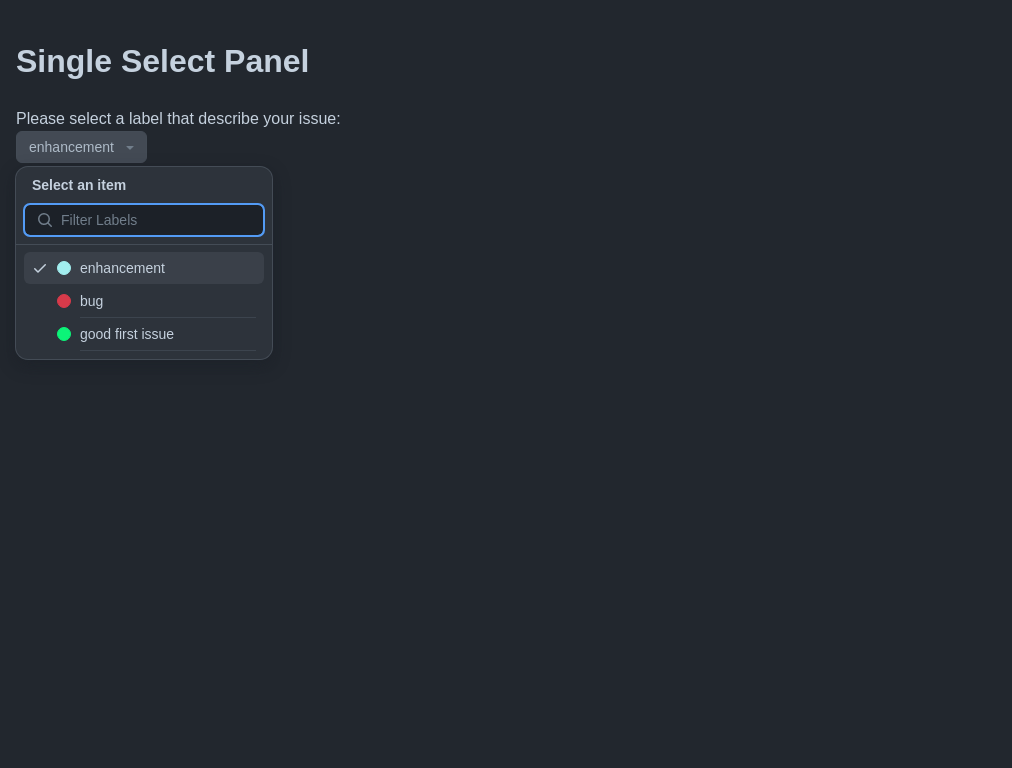 Single Select Panel
Please select a label that describe your issue:
enhancement
Select an item
Filter Labels
enhancement
bug
good first issue